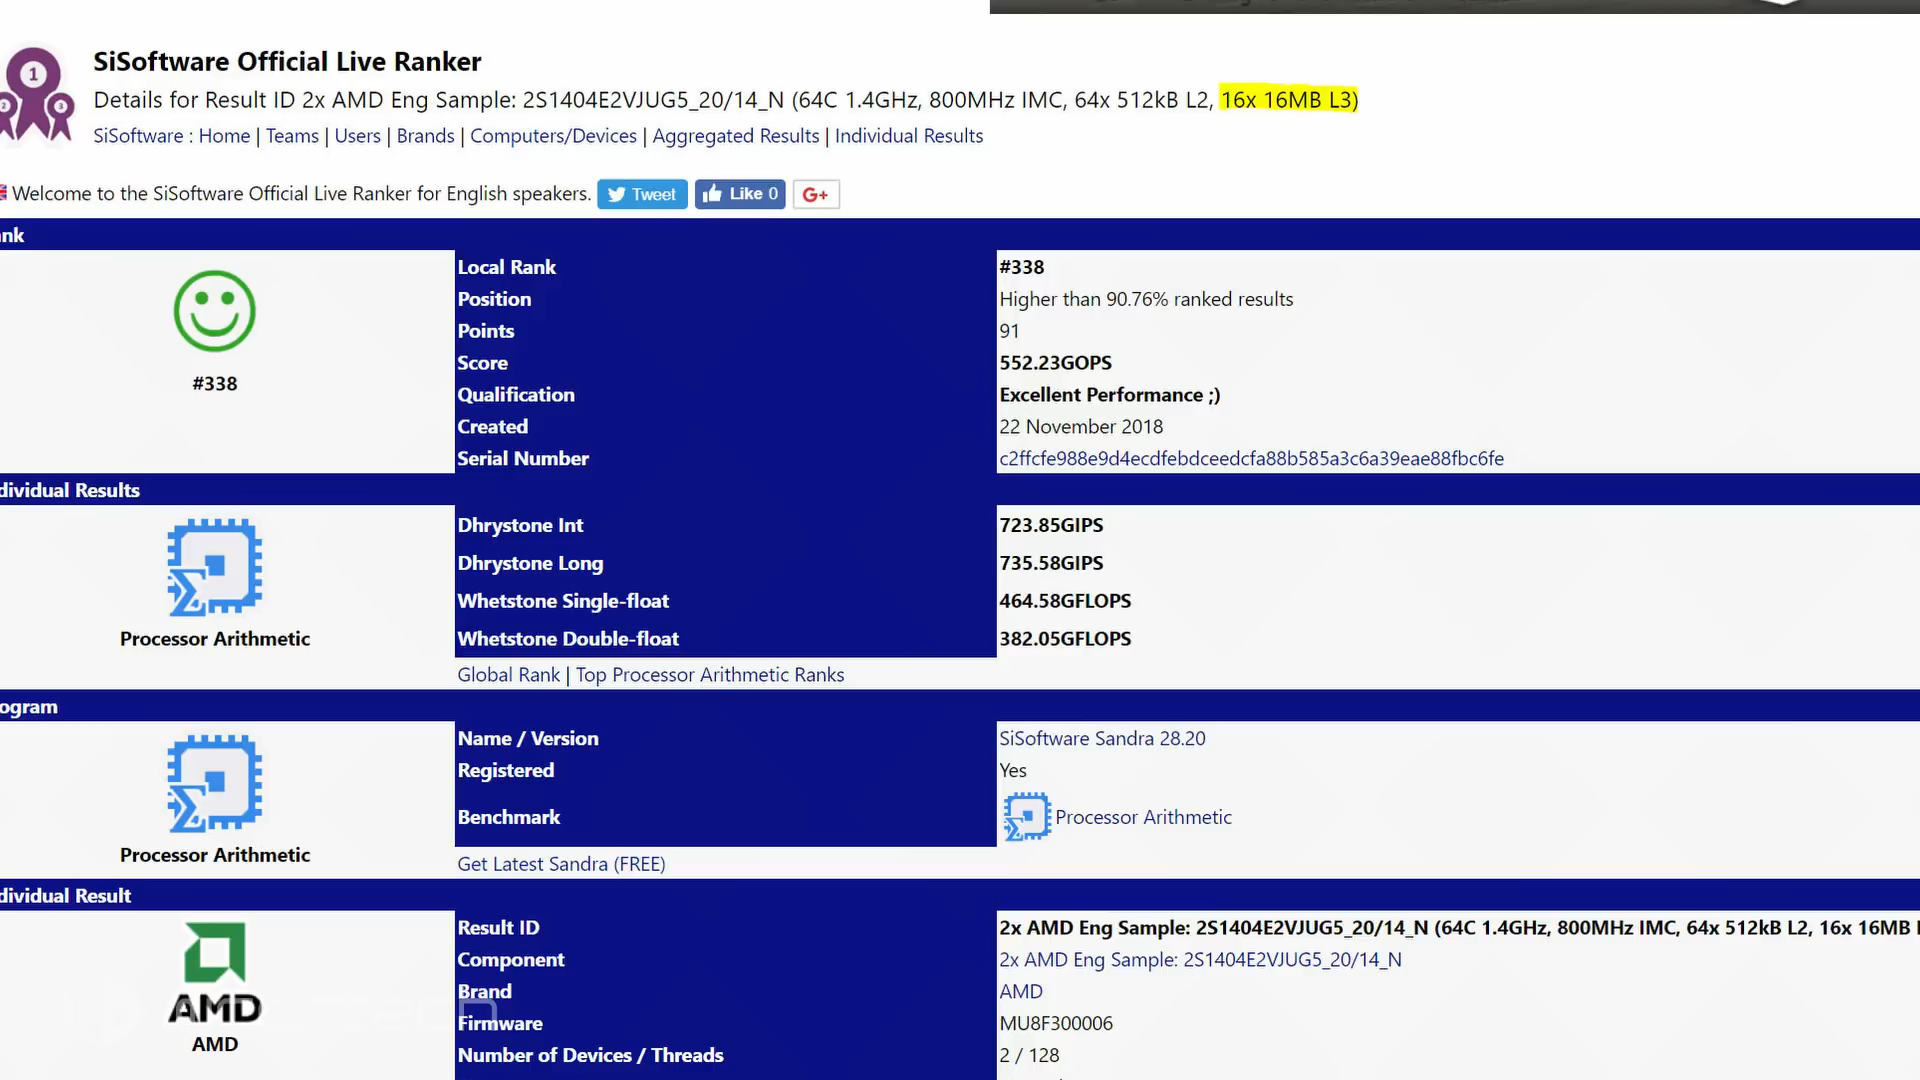 SiSoftware Official Live Ranker
Details for Result ID 2x AMD Eng Sample: 2S1404E2VJUG5_20/14_N (64C 1.4GHz, 800MHz IMC, 64x 512kB L2, 16x 16MB L3)
SiSoftware : Home | Teams | Users | Brands | Computers/Devices | Aggregated Results | Individual Results
Welcome to the SiSoftware Official Live Ranker for English speakers. Tweet Like 0 G+
nk
Local Rank #338
Position Higher than 90.76% ranked results
Points 91
Score 552.23GOPS
#338
Qualification Excellent Performance ;)
Created 22 November 2018
Serial Number c2ffcfe988e9d4ecdfebdceedcfa88b585a3c6a39eae88fbc6fe
dividual Results
Dhrystone Int 723.85GIPS
Dhrystone Long 735.58GIPS
Whetstone Single-float 464.58GFLOPS
Processor Arithmetic Whetstone Double-float 382.05GFLOPS
Global Rank | Top Processor Arithmetic Ranks
ogram
Name / Version SiSoftware Sandra 28.20
Registered Yes
Benchmark Processor Arithmetic
Processor Arithmetic
Get Latest Sandra (FREE)
dividual Result
Result ID 2x AMD Eng Sample: 2S1404E2VJUG5_20/14_N (64C 1.4GHz, 800MHz IMC, 64x 512kB L2, 16x 16MB
Component 2x AMD Eng Sample: 2S1404E2VJUG5_20/14_N
Brand AMD
AMD
Firmware MU8F300006
AMD
Number of Devices / Threads 2 / 128